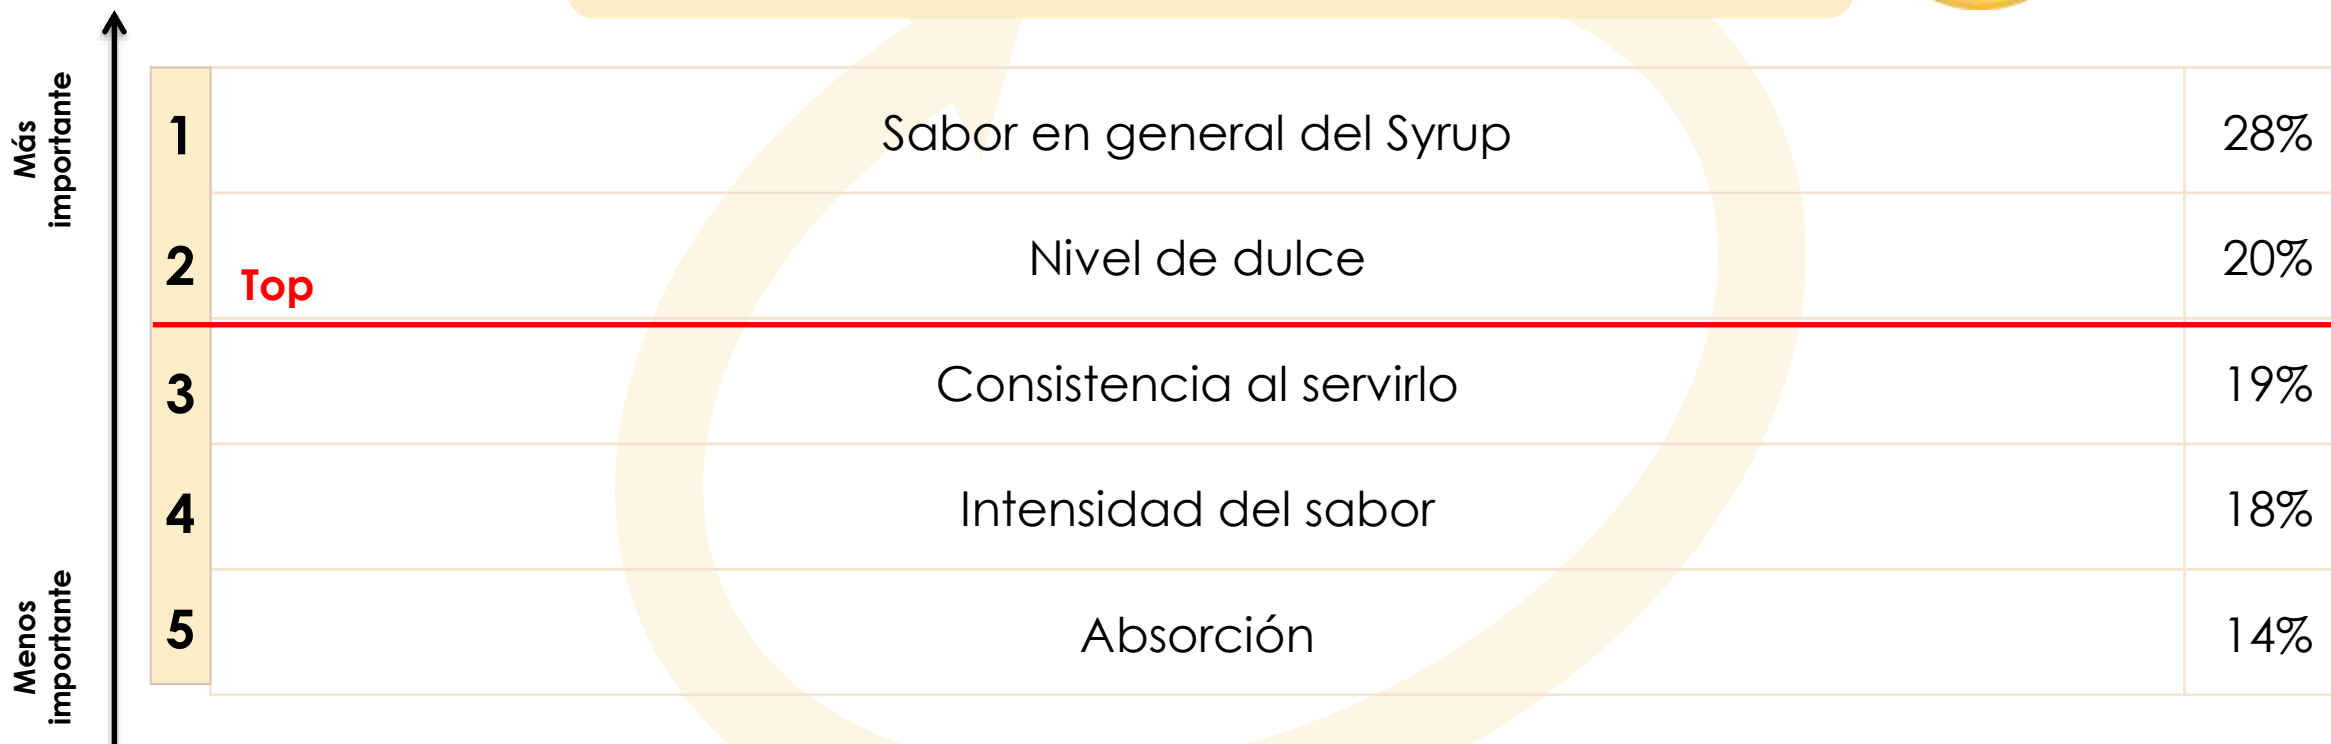 Más
importante
1 Sabor en general del Syrup 28%
2 Top Nivel de dulce 20%
3 Consistencia al servirlo 19%
4 Intensidad del sabor 18%
5 Absorción 14%
Menos
importante